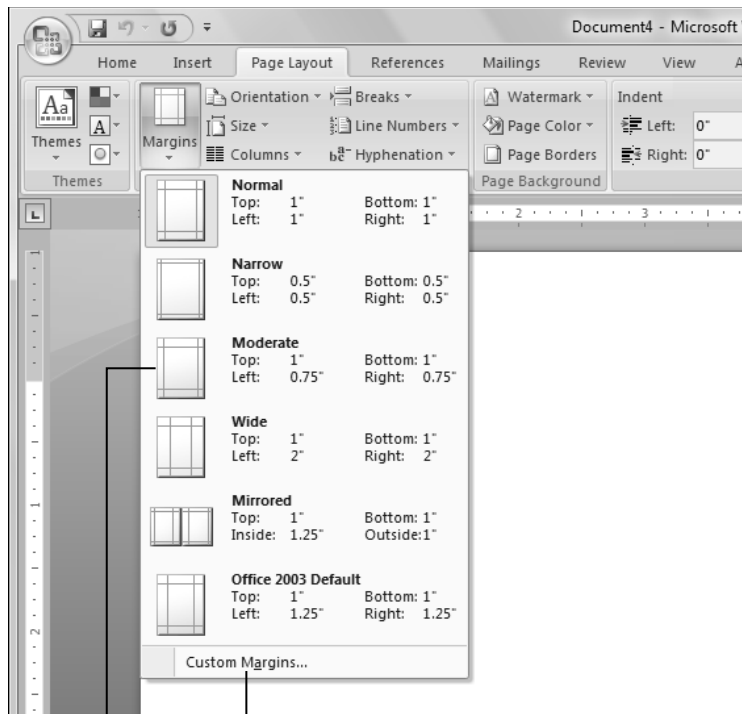 Document4 - Microsoft
Home Insert Page Layout References Mailings Review View A
Aa Themes
A
Margins
Orientation Breaks
Size Line Numbers
Columns Hyphenation
Watermark
Page Color
Page Borders
Indent
Left: 0"
Right: 0"
Themes
Page Background
L
2 3
Normal
Top: 1" Bottom: 1"
Left: 1" Right: 1"
Narrow
Top: 0.5" Bottom: 0.5"
Left: 0.5" Right: 0.5"
Moderate
Top: 1" Bottom: 1"
Left: 0.75" Right: 0.75"
Wide
Top: 1" Bottom: 1"
Left: 2" Right: 2"
Mirrored
Top: 1" Bottom: 1"
Inside: 1.25" Outside: 1"
Office 2003 Default
Top: 1" Bottom: 1"
Left: 1.25" Right: 1.25"
Custom Margins...
1
2